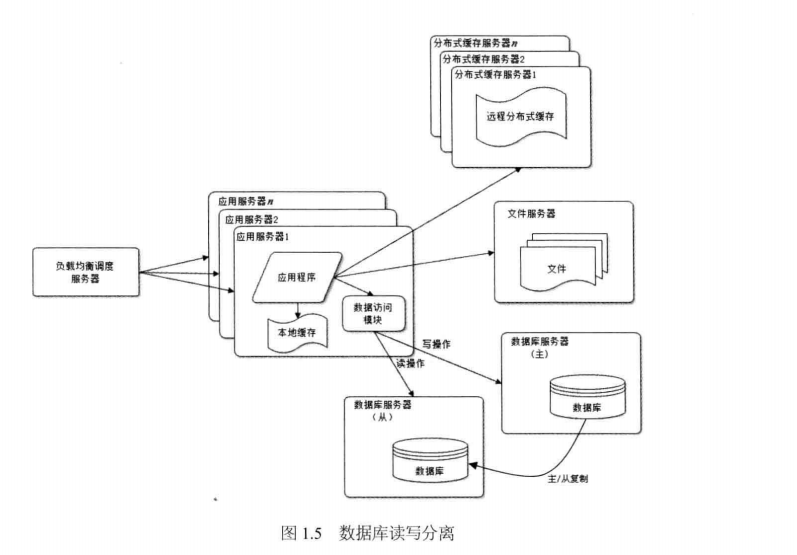 分布式缓存服务器n
分布式缓存服务器2
分布式缓存服务器1
远程分布式缓存
应用服务器n
应用服务器2
应用服务器1
文件服务器
负载均衡调度
服务器
应用程序
文件
数据访问
模块
本地缓存
写操作
读操作
数据库服务器
（主）
数据库
数据库服务器
（从）
数据库
主/从复制
图 1.5 数据库读写分离